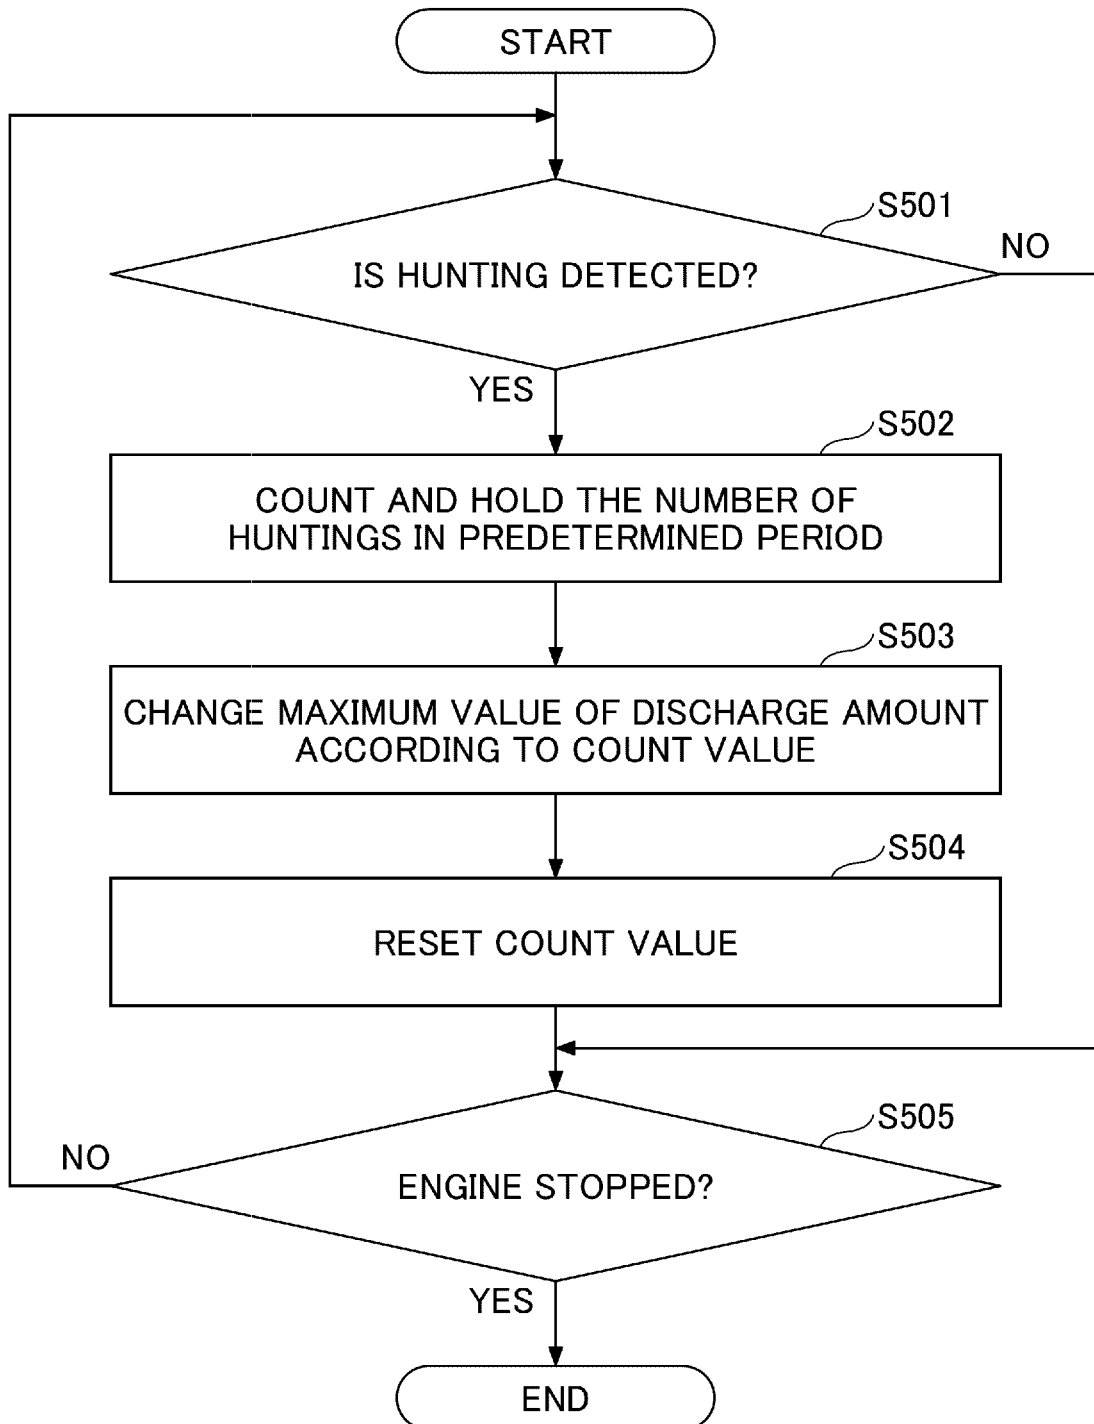 START
S501
NO
IS HUNTING DETECTED?
YES
S502
COUNT AND HOLD THE NUMBER OF
HUNTINGS IN PREDETERMINED PERIOD
S503
CHANGE MAXIMUM VALUE OF DISCHARGE AMOUNT
ACCORDING TO COUNT VALUE
S504
RESET COUNT VALUE
S505
NO
ENGINE STOPPED?
YES
END